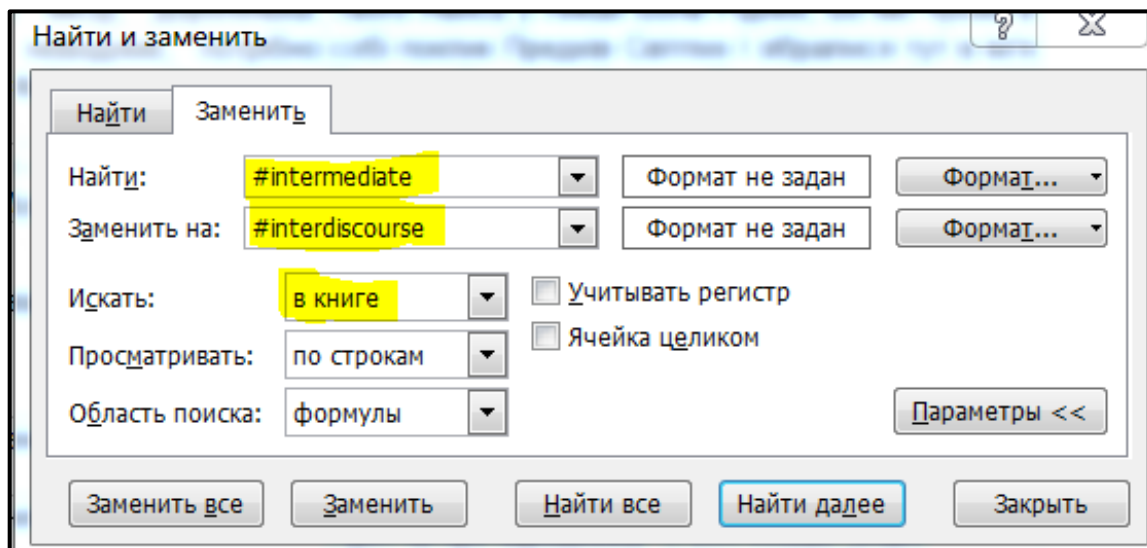 Найти и заменить
Найти Заменить
Найти: #intermediate Формат не задан Формат...
Заменить на: #interdiscourse Формат не задан Формат...
Искать: в книге Учитывать регистр
Ячейка целиком
Просматривать: по строкам
Область поиска: формулы Параметры <<
Заменить все Заменить Найти все Найти далее Закрыть